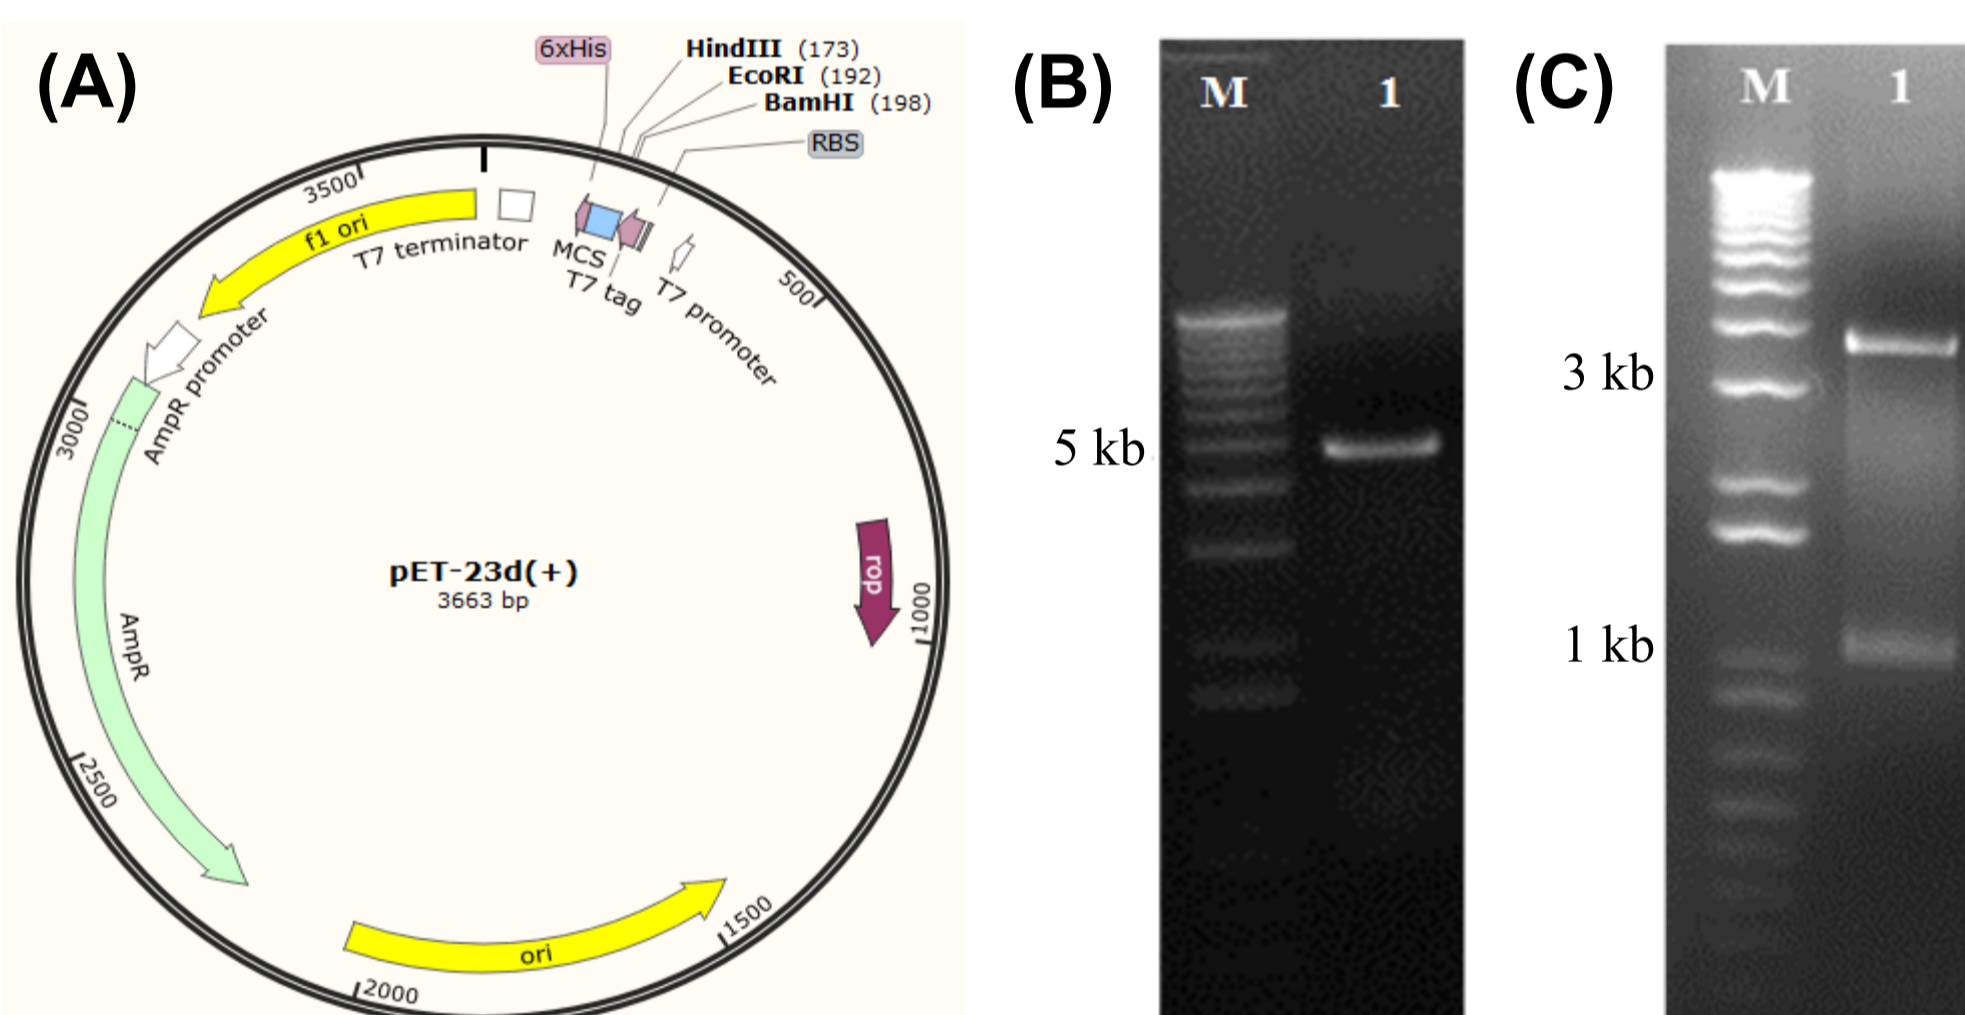 (A)
6xHis
HindIII (173)
EcoRI (192)
BamHI (198)
RBS
3500
f1 ori
T7 terminator
MCS
T7 tag
T7 promoter
500
AmpR promoter
3000
pET-23d(+)
3663 bp
rop
1000
AmpR
2500
1500
ori
2000
(B)
M 1
5 kb
(C)
M 1
3 kb
1 kb